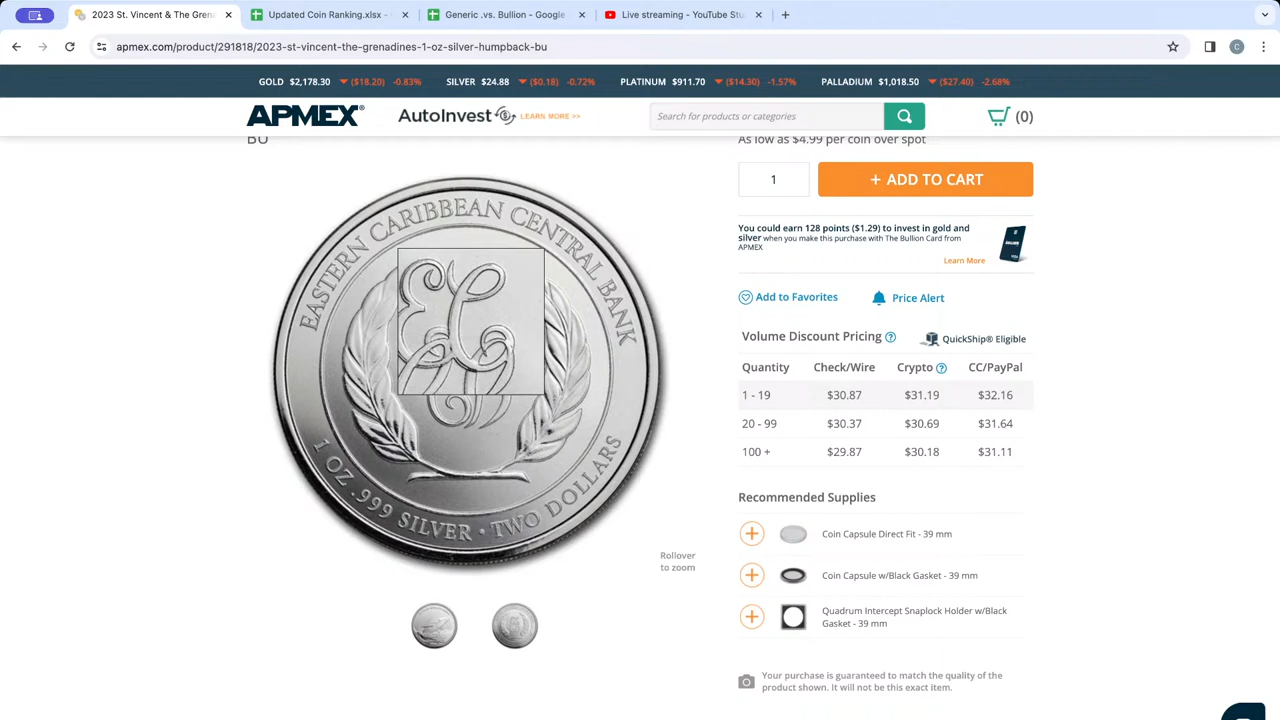 2023 St. Vincent & The Grena
Updated Coin Ranking.xlsx -
Generic .vs. Bullion - Google
Live streaming - YouTube Stu
apmex.com/product/291818/2023-st-vincent-the-grenadines-1-oz-silver-humpback-bu
C
GOLD $2,178.30 ($18.20) -0.83% SILVER $24.88 ($0.18) -0.72% PLATINUM $911.70 ($14.30) -1.57% PALLADIUM $1,018.50 ($27.40) -2.68%
APMEX® AutoInvest LEARN MORE >> Search for products or categories (0)
BU
As low as $4.99 per coin over spot
1 + ADD TO CART
You could earn 128 points ($1.29) to invest in gold and
silver when you make this purchase with The Bullion Card from
APMEX
Learn More
Add to Favorites Price Alert
Volume Discount Pricing ? QuickShip® Eligible
Quantity Check/Wire Crypto ? CC/PayPal
1 - 19 $30.87 $31.19 $32.16
20 - 99 $30.37 $30.69 $31.64
100 + $29.87 $30.18 $31.11
Recommended Supplies
Coin Capsule Direct Fit - 39 mm
Coin Capsule w/Black Gasket - 39 mm
Quadrum Intercept Snaplock Holder w/Black
Gasket - 39 mm
Your purchase is guaranteed to match the quality of the
product shown. It will not be this exact item.
EASTERN CARIBBEAN CENTRAL BANK
1 OZ .999 SILVER · TWO DOLLARS
Rollover
to zoom